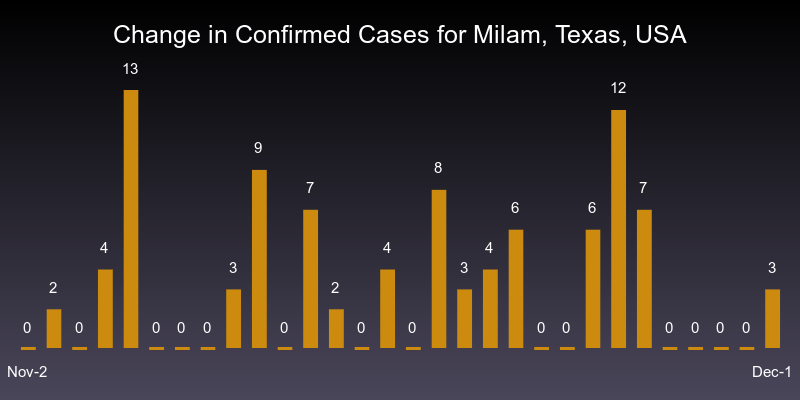 Change in Confirmed Cases for Milam, Texas, USA
0 2 0 4 13 0 0 0 3 9 0 7 2 0 4 0 8 3 4 6 0 0 6 12 7 0 0 0 0 3
Nov-2 Dec-1